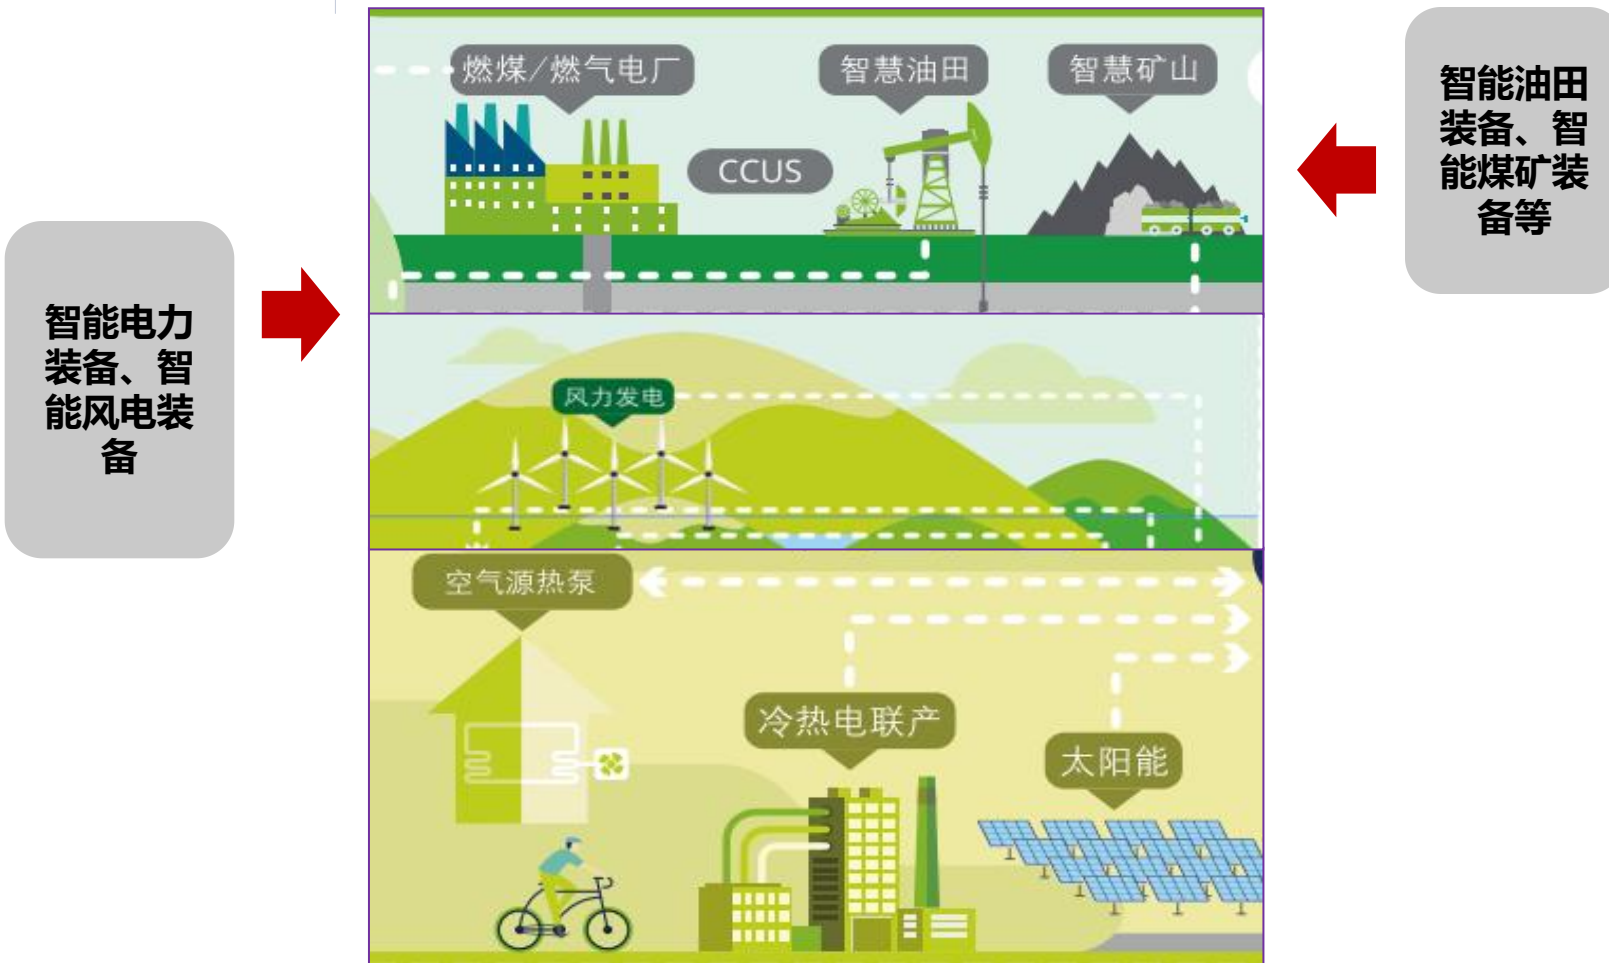 燃煤/燃气电厂
智慧油田
智慧矿山
CCUS
智能油田
装备、智
能煤矿装
备等
智能电力
装备、智
能风电装
备
风力发电
空气源热泵
冷热电联产
太阳能